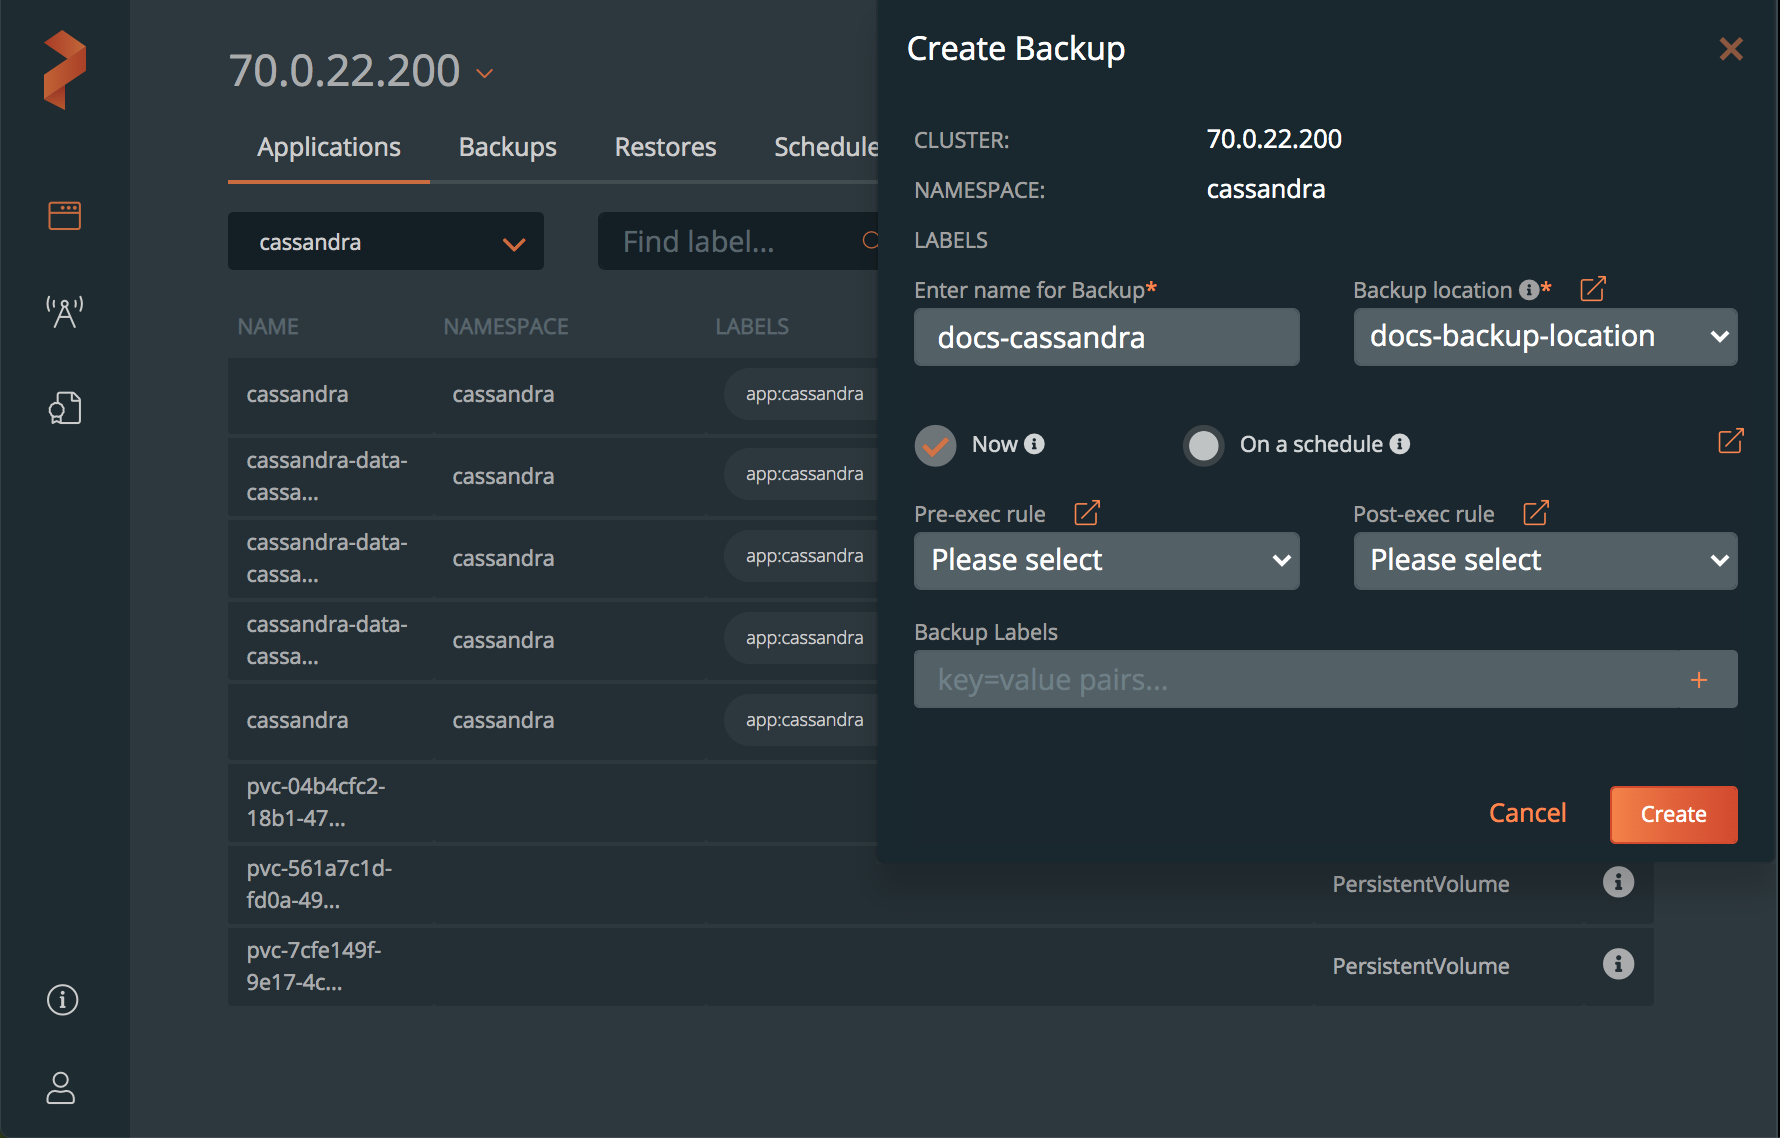 70.0.22.200
Applications Backups Restores Schedule
cassandra
Find label...
NAME NAMESPACE LABELS
cassandra cassandra app:cassandra
cassandra-data-
cassa... cassandra app:cassandra
cassandra-data-
cassa... cassandra app:cassandra
cassandra-data-
cassa... cassandra app:cassandra
cassandra cassandra app:cassandra
pvc-04b4cfc2-
18b1-47...
pvc-561a7c1d-
fd0a-49... PersistentVolume
pvc-7cfe149f-
9e17-4c... PersistentVolume
Create Backup
CLUSTER: 70.0.22.200
NAMESPACE: cassandra
LABELS
Enter name for Backup* Backup location *
docs-cassandra docs-backup-location
Now On a schedule
Pre-exec rule Post-exec rule
Please select Please select
Backup Labels
key=value pairs... +
Cancel Create